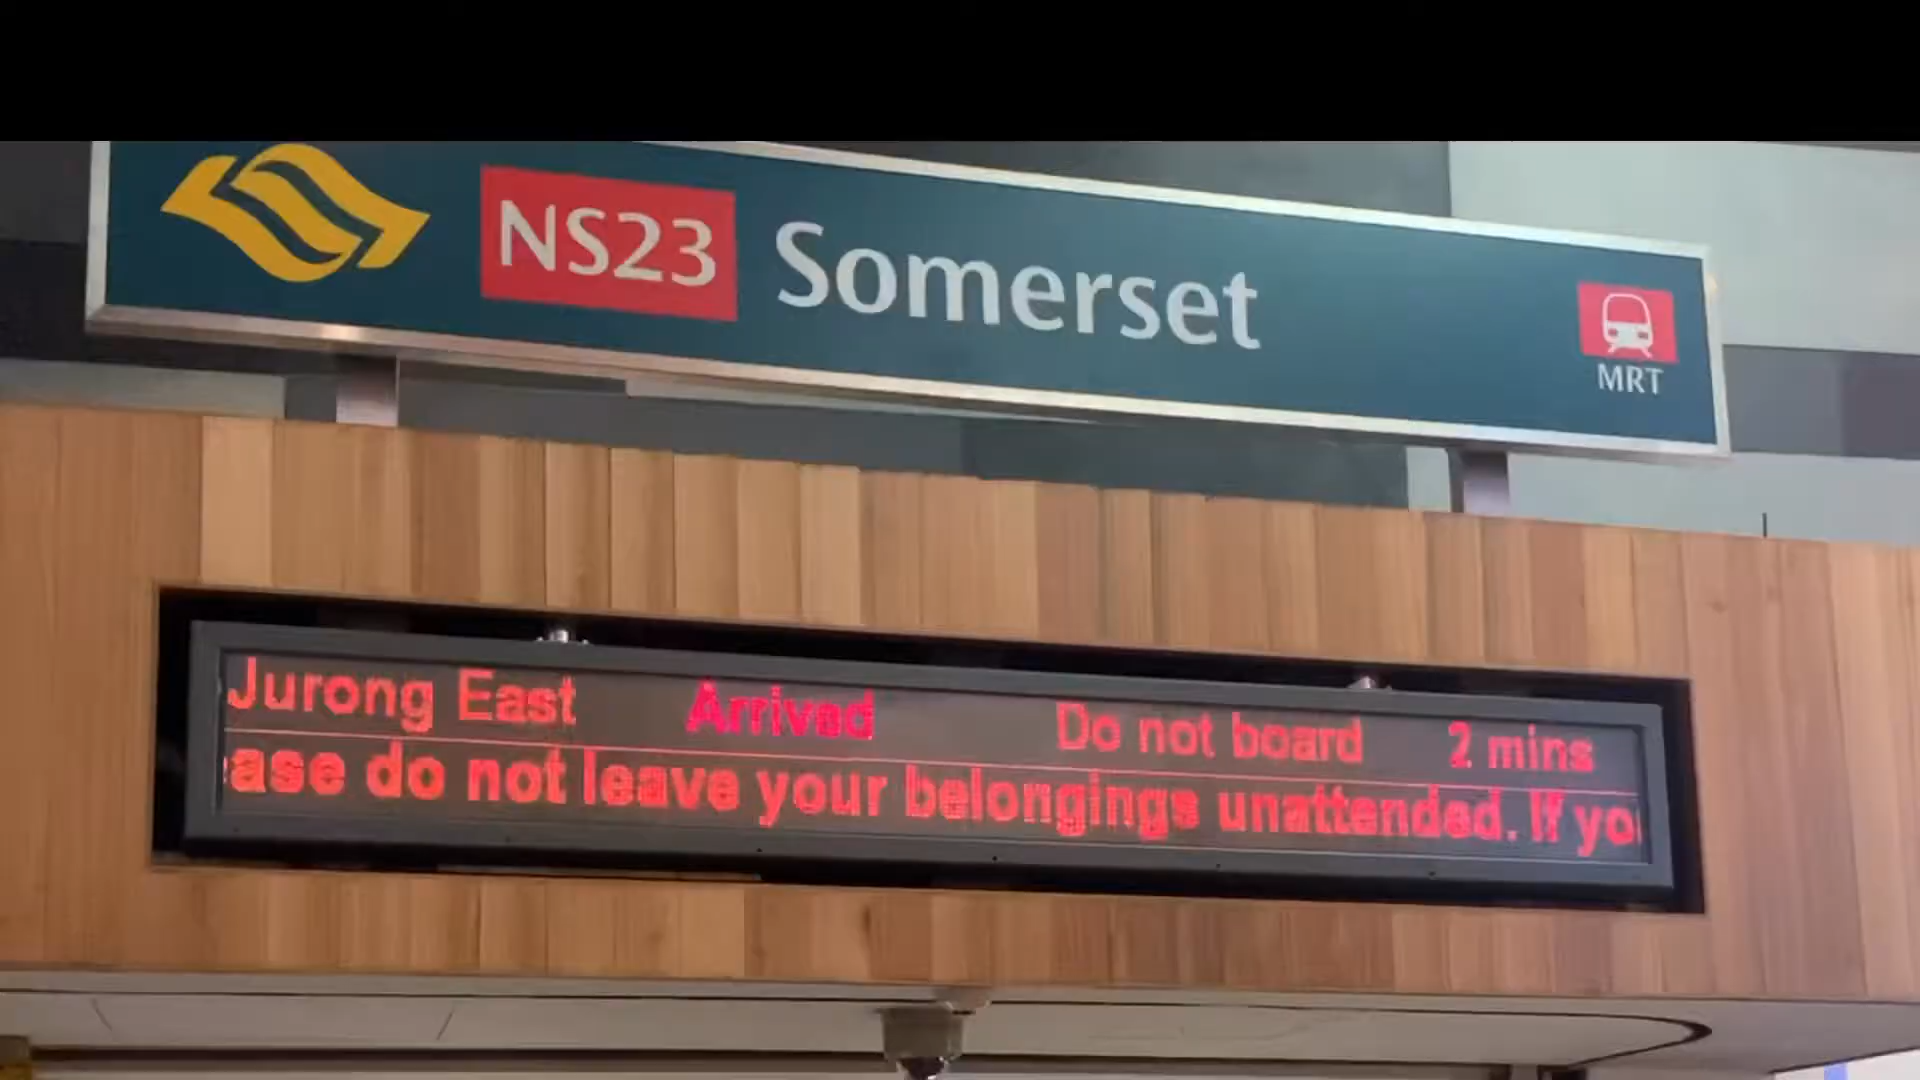 NS23 Somerset
MRT
Jurong East Arrived Do not board 2 mins
ase do not leave your belongings unattended. If yo